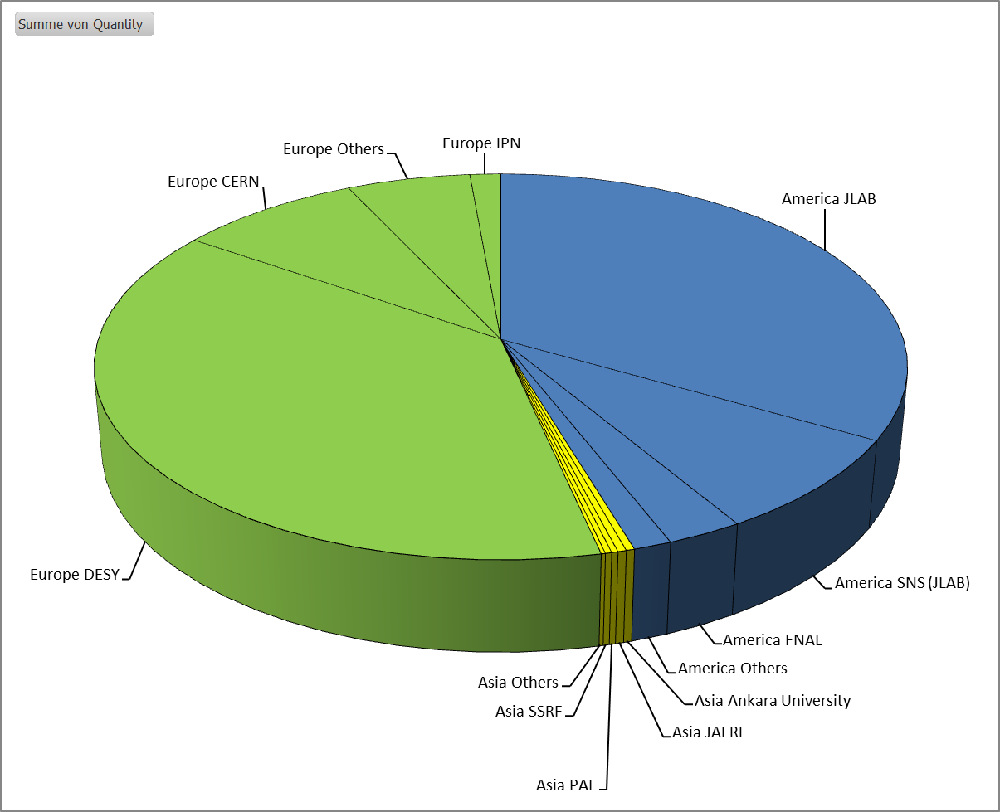 Summe von Quantity
Europe IPN
Europe Others
Europe CERN
America JLAB
Europe DESY
America SNS (JLAB)
America FNAL
America Others
Asia Others
Asia Ankara University
Asia SSRF
Asia JAERI
Asia PAL